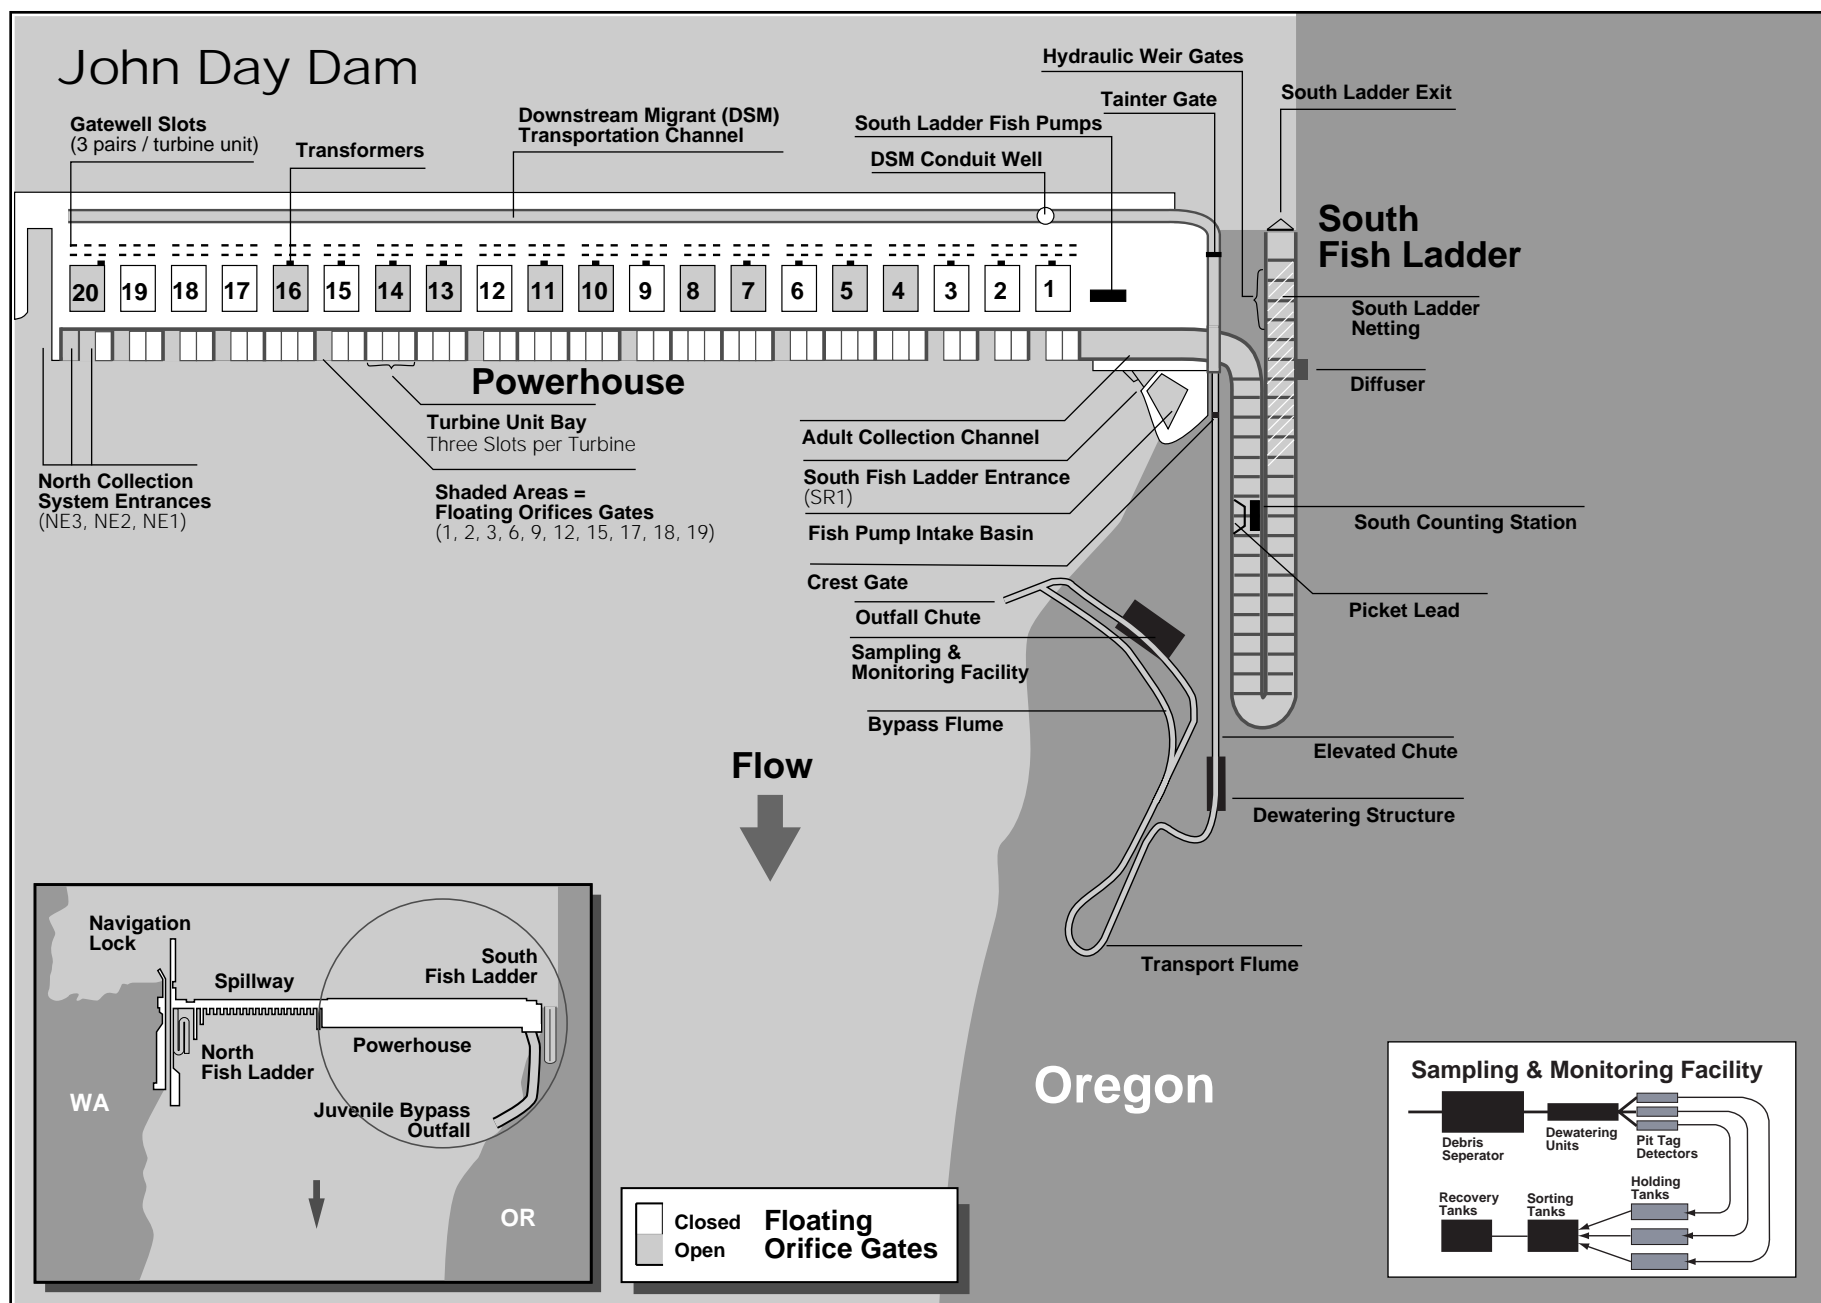 John Day Dam
Hydraulic Weir Gates
Tainter Gate
South Ladder Exit
Gatewell Slots
(3 pairs / turbine unit)
Transformers
Downstream Migrant (DSM)
Transportation Channel
South Ladder Fish Pumps
DSM Conduit Well
South
Fish Ladder
20 19 18 17 16 15 14 13 12 11 10 9 8 7 6 5 4 3 2 1
South Ladder
Netting
Powerhouse
Diffuser
Turbine Unit Bay
Three Slots per Turbine
Adult Collection Channel
North Collection
System Entrances
(NE3, NE2, NE1)
Shaded Areas =
Floating Orifices Gates
(1, 2, 3, 6, 9, 12, 15, 17, 18, 19)
South Fish Ladder Entrance
(SR1)
Fish Pump Intake Basin
South Counting Station
Crest Gate
Outfall Chute
Picket Lead
Sampling &
Monitoring Facility
Bypass Flume
Elevated Chute
Flow
Dewatering Structure
Transport Flume
Oregon
Navigation
Lock
Spillway
South
Fish Ladder
North
Fish Ladder
Powerhouse
WA
Juvenile Bypass
Outfall
OR
Closed
Open
Floating
Orifice Gates
Sampling & Monitoring Facility
Debris
Seperator
Dewatering
Units
Pit Tag
Detectors
Recovery
Tanks
Sorting
Tanks
Holding
Tanks